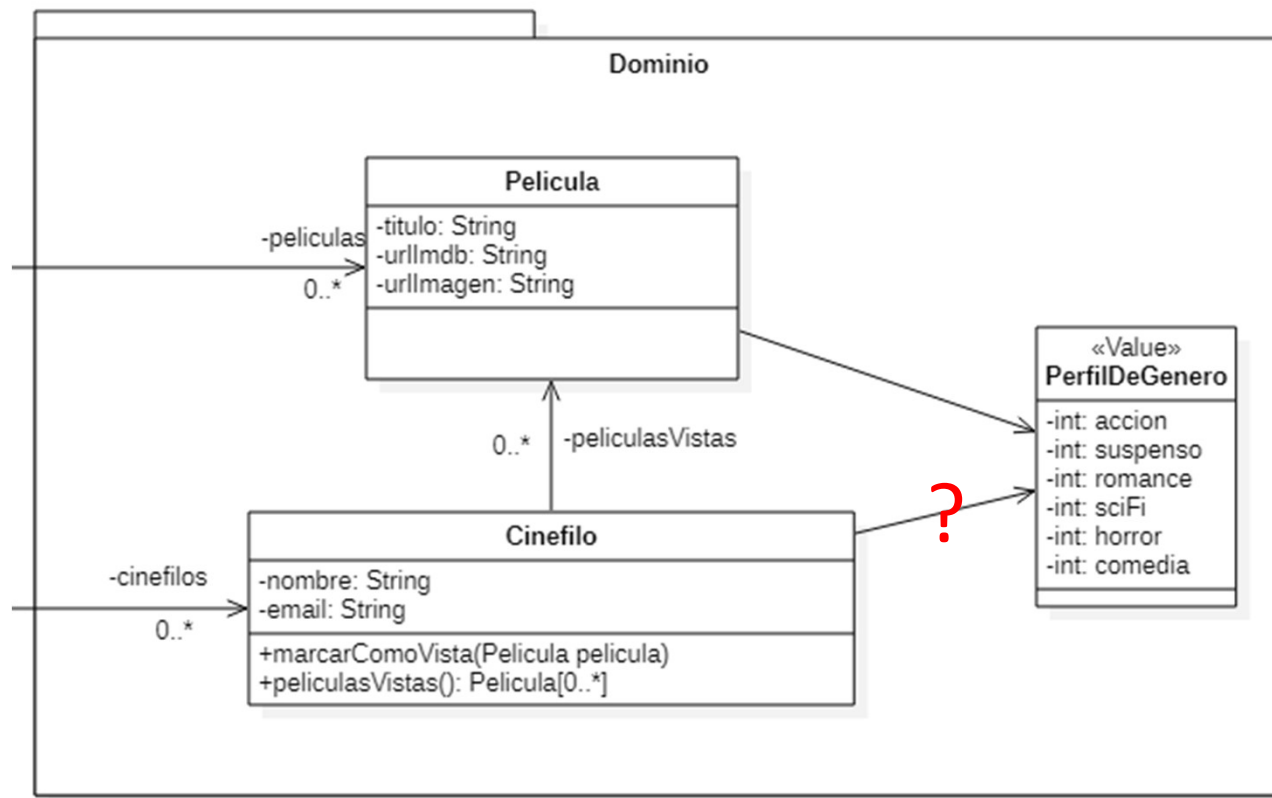 Dominio
Pelicula
-titulo: String
-urlImdb: String
-urlImagen: String
-peliculas
0..*
«Value»
PerfilDeGenero
-int: accion
-int: suspenso
-int: romance
-int: sciFi
-int: horror
-int: comedia
0..*
-peliculasVistas
?
Cinefilo
-nombre: String
-email: String
+marcarComoVista(Pelicula pelicula)
+peliculasVistas(): Pelicula[0..*]
-cinefilos
0..*